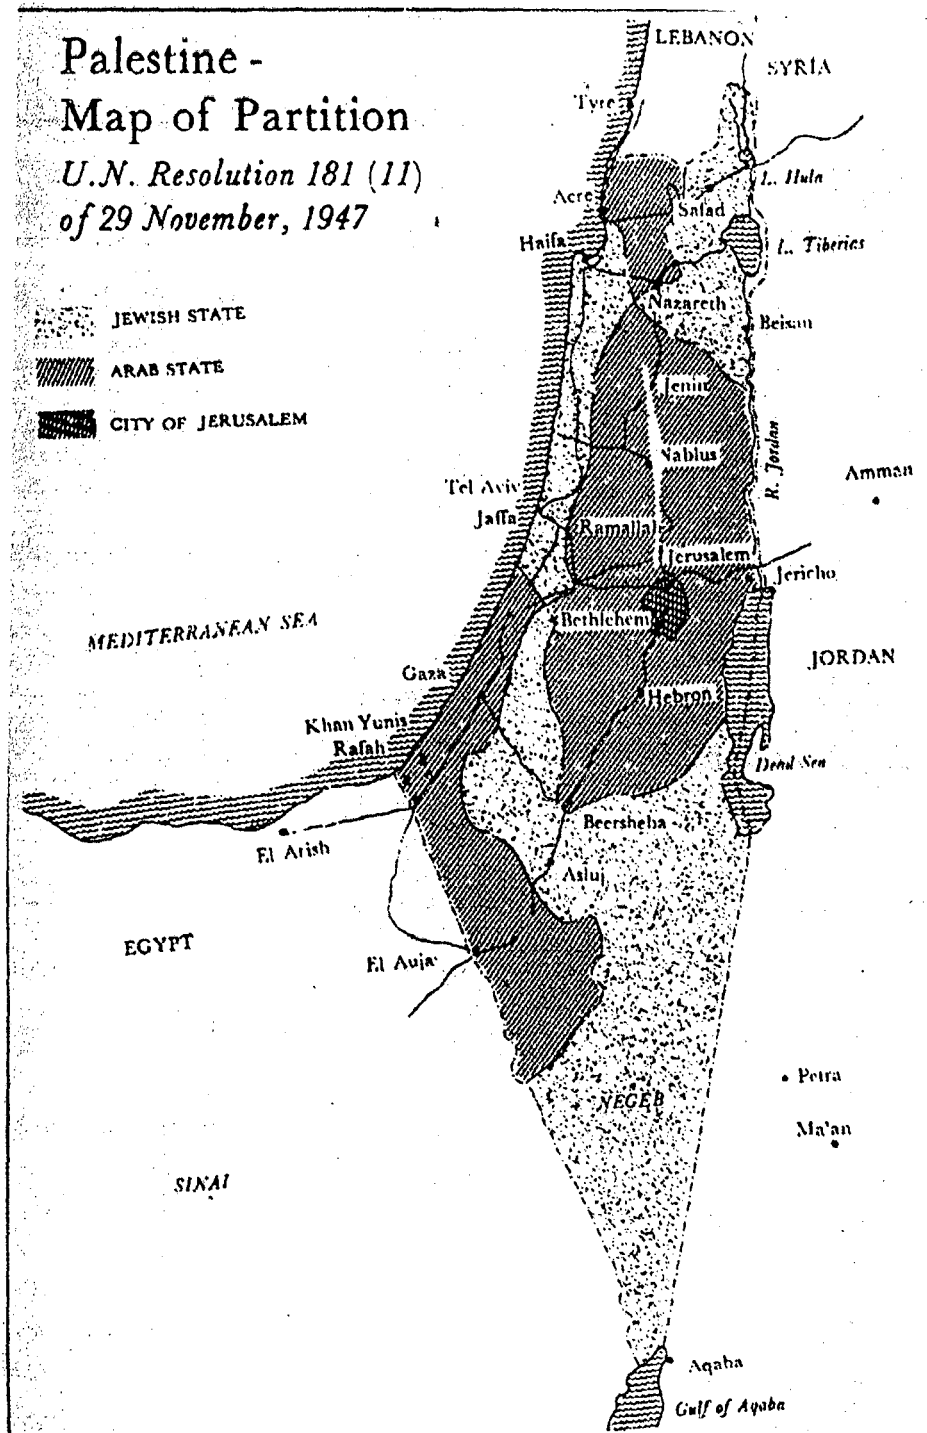 Palestine -
Map of Partition
U.N. Resolution 181 (11)
of 29 November, 1947
JEWISH STATE
ARAB STATE
CITY OF JERUSALEM
LEBANON
SYRIA
Tyre
L. Hula
Acre
Safad
Haifa
L. Tiberias
Nazareth
Beisan
Jenin
R. Jordan
Nablus
Amman
Tel Aviv
Jaffa
Ramallah
Jerusalem
Jericho
MEDITERRANEAN SEA
Bethlehem
JORDAN
Gaza
Hebron
Khan Yunis
Rafah
Dead Sea
Beersheba
El Arish
Asluj
EGYPT
El Auja
Petra
NEGEB
Ma'an
SINAI
Aqaba
Gulf of Aqaba